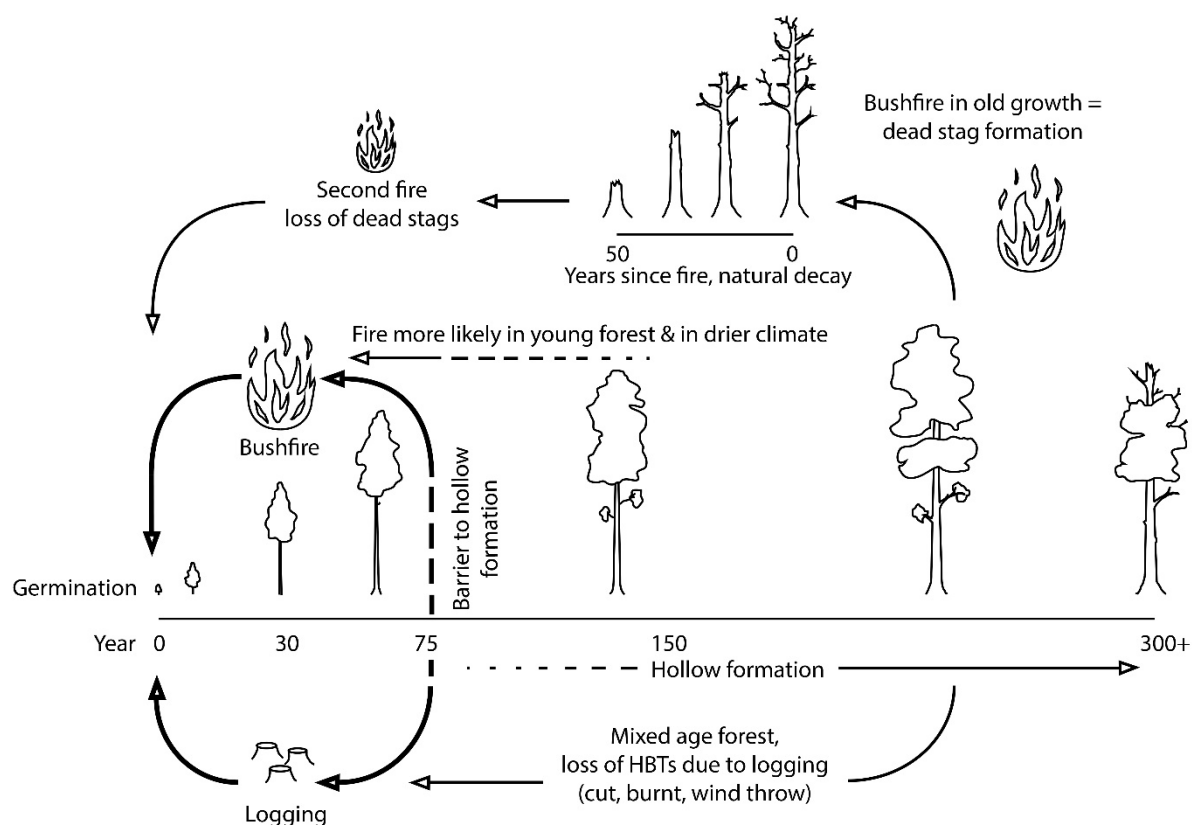 Bushfire in old growth =
dead stag formation
Second fire
loss of dead stags
50
0
Years since fire, natural decay
Fire more likely in young forest & in drier climate
Bushfire
Barrier to hollow
formation
Germination
Year
0
30
75
150
300+
Hollow formation
Mixed age forest,
loss of HBTs due to logging
(cut, burnt, wind throw)
Logging